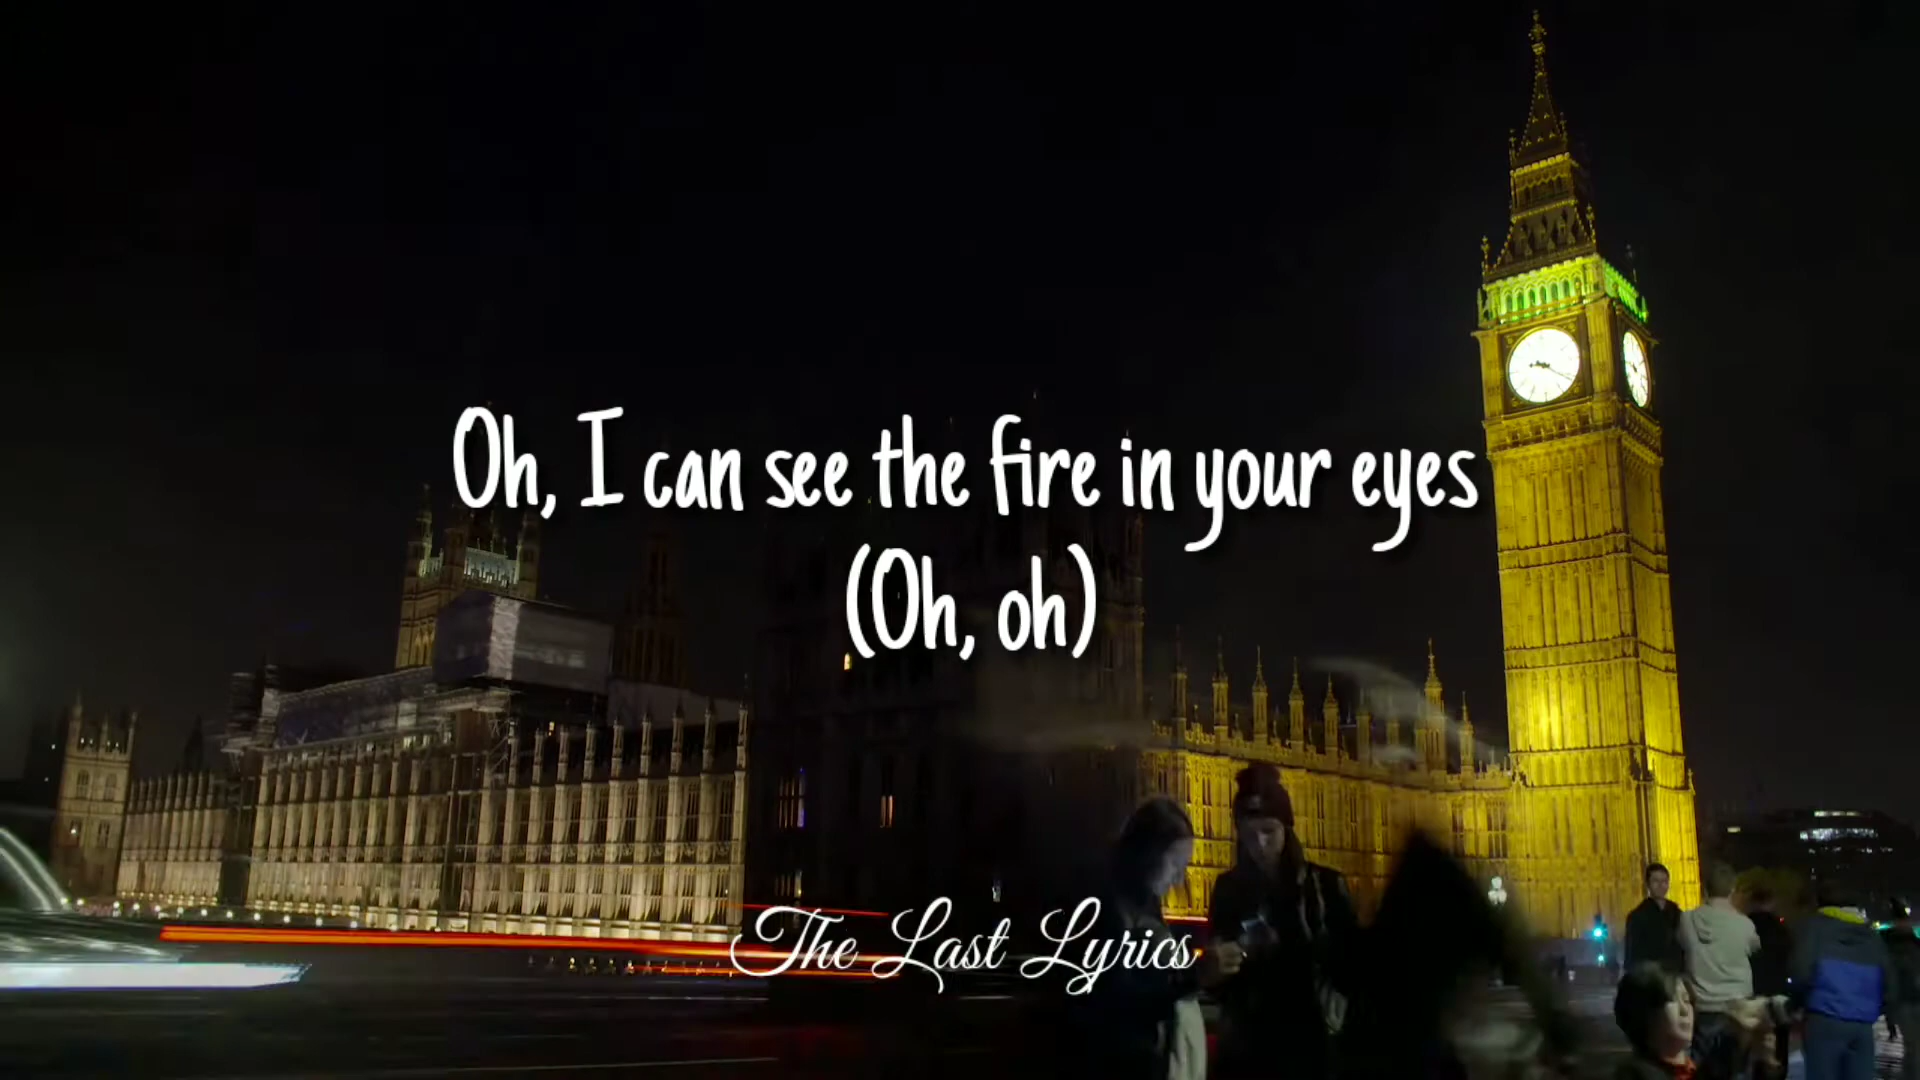 Oh, I can see the fire in your eyes
(Oh, oh)
The Last Lyrics